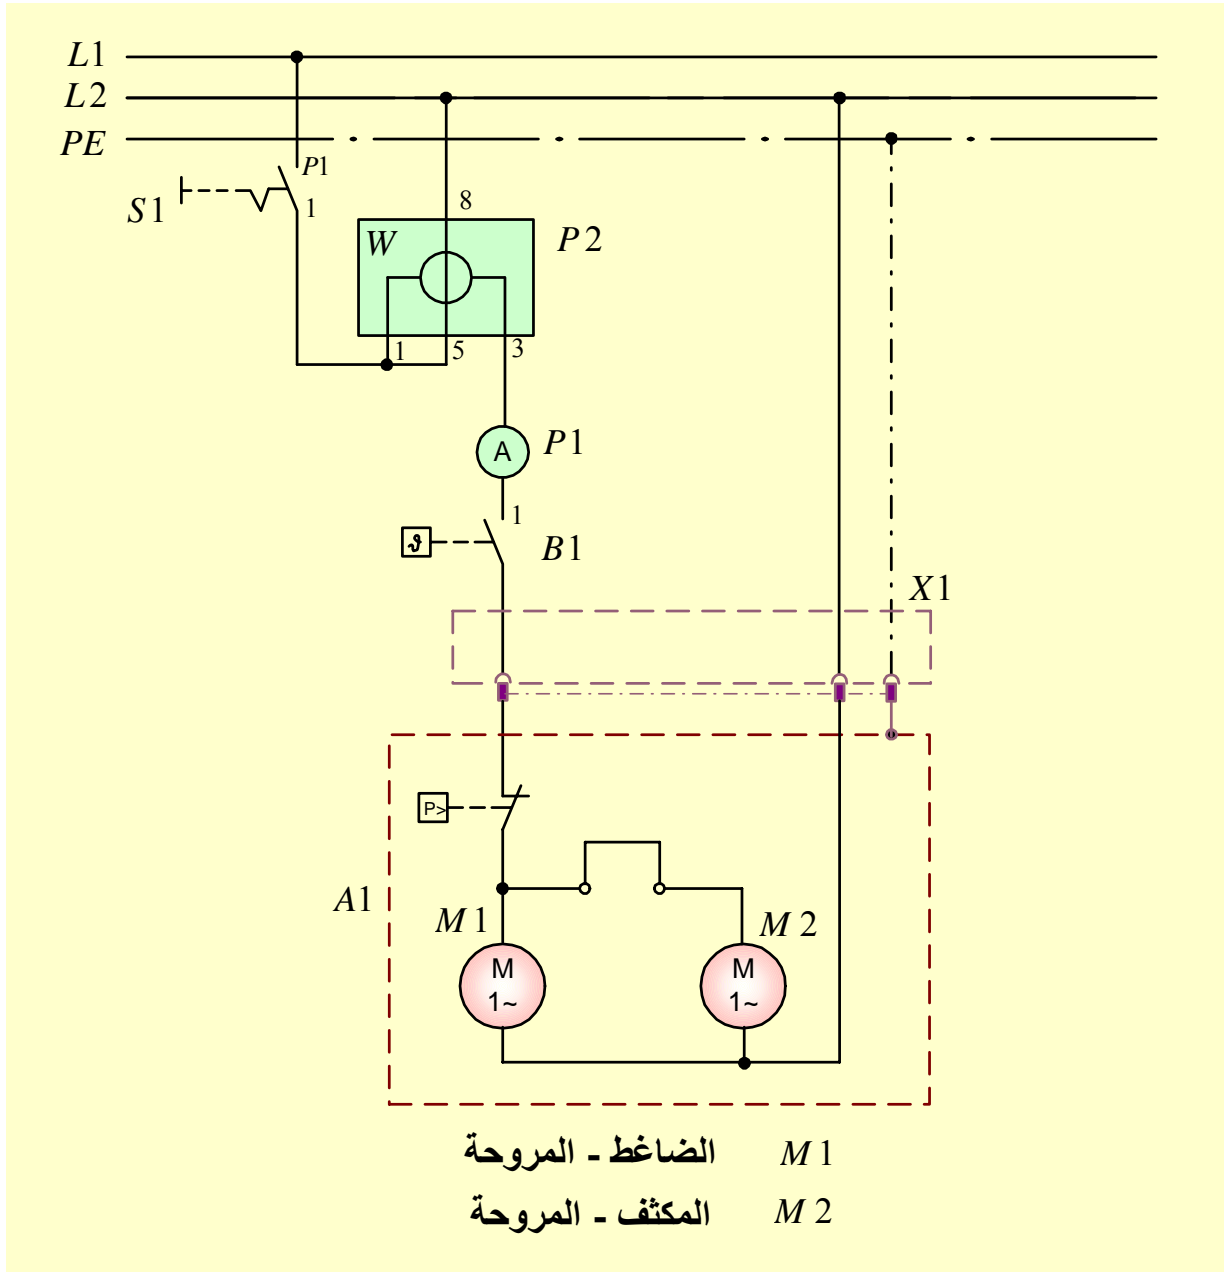 L1
L2
PE
P1
S1
1
8
W
P2
1 5 3
A P1
1
ϑ B1
X1
P>
A1
M1 M2
M M
1~ 1~
M1 الضاغط - المروحة
M2 المكثف - المروحة